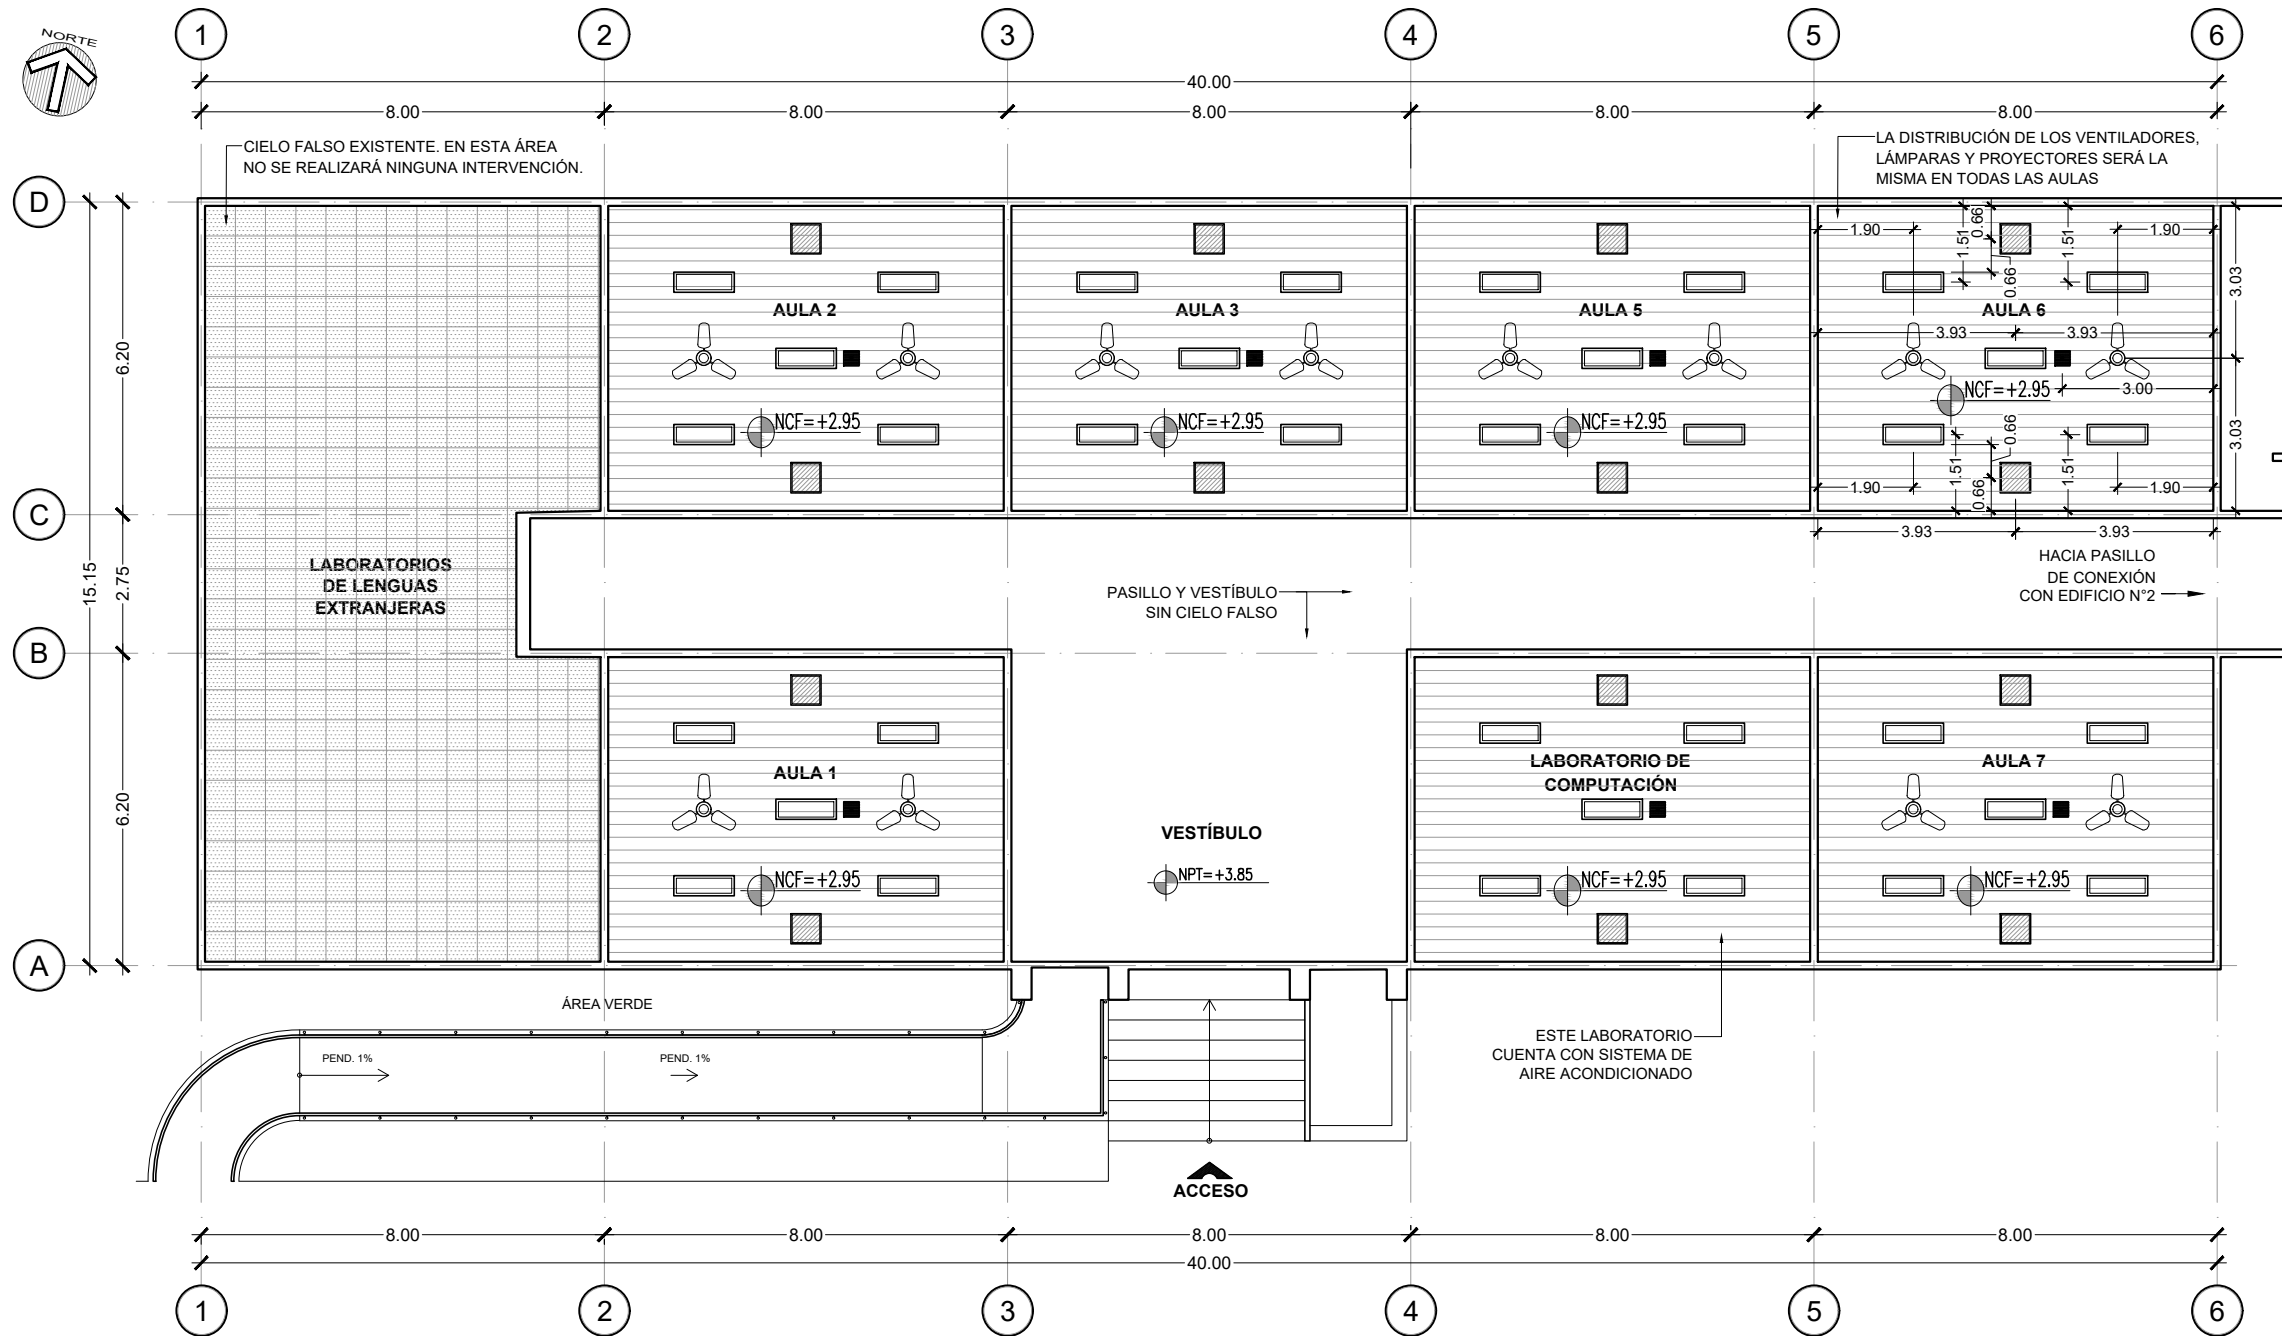 NORTE
1
2
3
4
5
6
40.00
8.00
8.00
8.00
8.00
8.00
CIELO FALSO EXISTENTE. EN ESTA ÁREA
NO SE REALIZARÁ NINGUNA INTERVENCIÓN.
LA DISTRIBUCIÓN DE LOS VENTILADORES,
LÁMPARAS Y PROYECTORES SERÁ LA
MISMA EN TODAS LAS AULAS
D
C
B
A
15.15
6.20
2.75
6.20
AULA 2
NCF=+2.95
AULA 3
NCF=+2.95
AULA 5
NCF=+2.95
1.90
1.51
0.66
0.66
1.51
1.90
3.03
AULA 6
3.93
3.93
NCF=+2.95
3.00
3.03
0.66
1.90
1.51
0.66
1.51
1.90
3.93
3.93
LABORATORIOS
DE LENGUAS
EXTRANJERAS
PASILLO Y VESTÍBULO
SIN CIELO FALSO
HACIA PASILLO
DE CONEXIÓN
CON EDIFICIO N°2
AULA 1
NCF=+2.95
VESTÍBULO
NPT=+3.85
LABORATORIO DE
COMPUTACIÓN
NCF=+2.95
AULA 7
NCF=+2.95
ÁREA VERDE
PEND. 1%
PEND. 1%
ESTE LABORATORIO
CUENTA CON SISTEMA DE
AIRE ACONDICIONADO
ACCESO
8.00
8.00
8.00
8.00
8.00
40.00
1
2
3
4
5
6